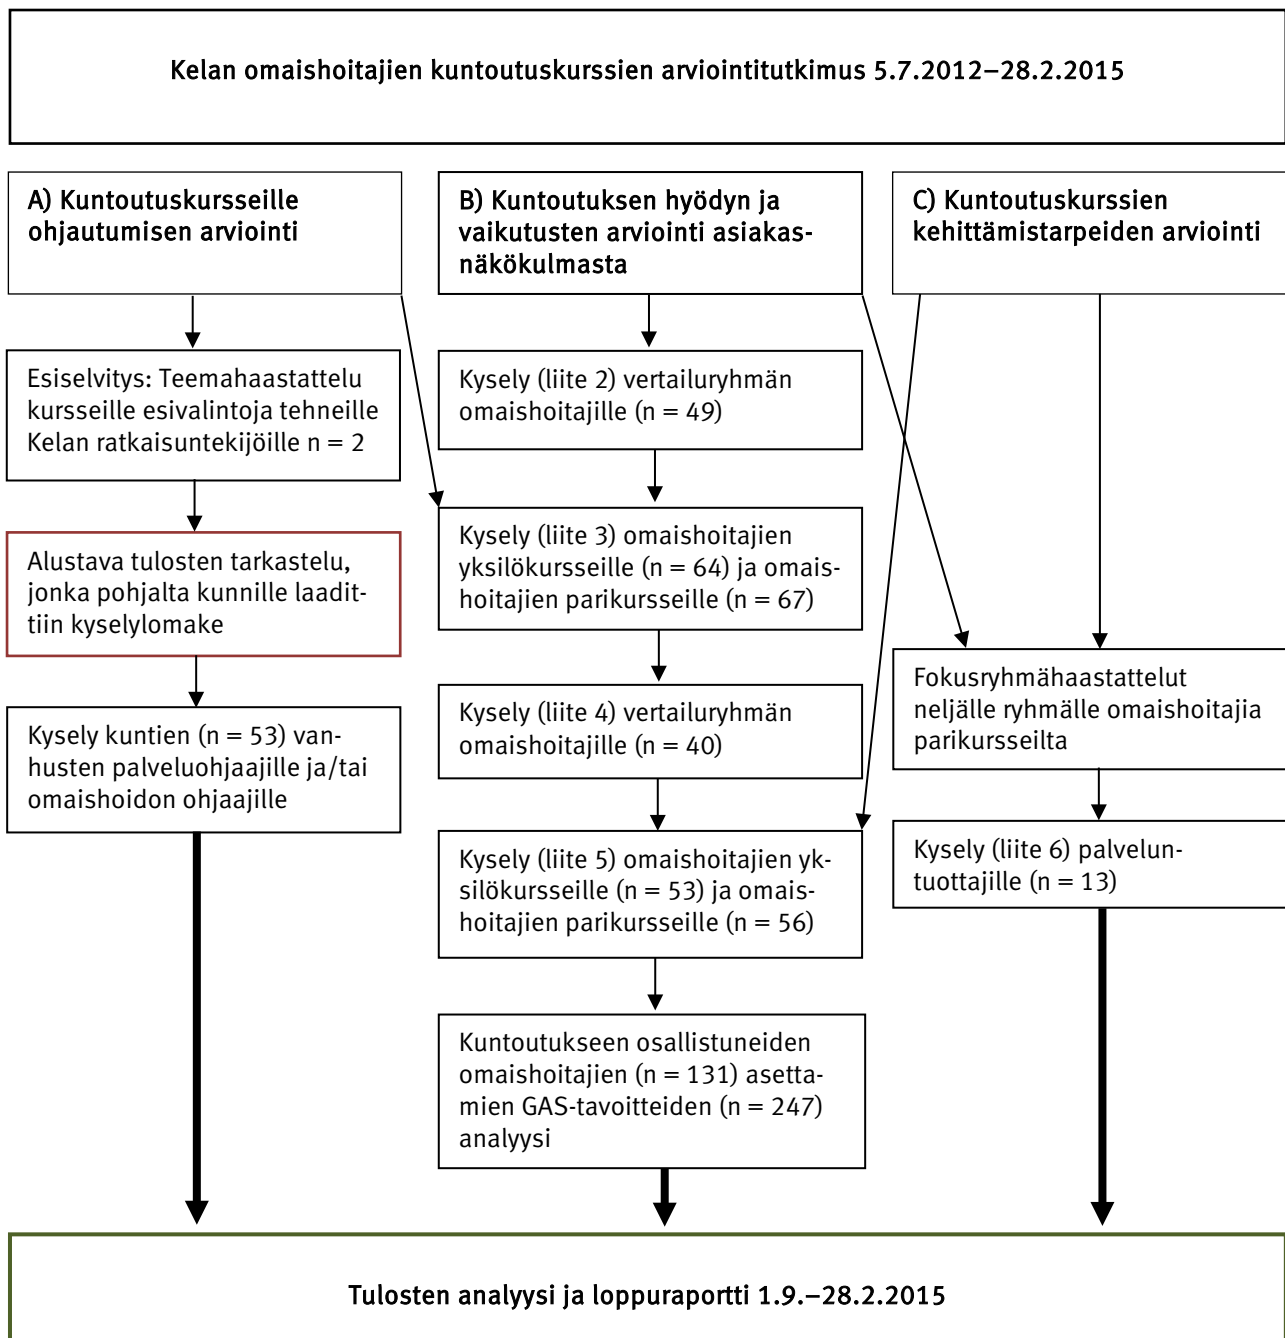 Kelan omaishoitajien kuntoutuskurssien arviointitutkimus 5.7.2012–28.2.2015
A) Kuntoutuskursseille
ohjautumisen arviointi
Esiselvitys: Teemahaastattelu
kursseille esivalintoja tehneille
Kelan ratkaisuntekijöille n = 2
Alustava tulosten tarkastelu,
jonka pohjalta kunnille laadit-
tiin kyselylomake
Kysely kuntien (n = 53) van-
husten palveluohjaajille ja/tai
omaishoidon ohjaajille
B) Kuntoutuksen hyödyn ja
vaikutusten arviointi asiakas-
näkökulmasta
Kysely (liite 2) vertailuryhmän
omaishoitajille (n = 49)
Kysely (liite 3) omaishoitajien
yksilökursseille (n = 64) ja omais-
hoitajien parikursseille (n = 67)
Kysely (liite 4) vertailuryhmän
omaishoitajille (n = 40)
Kysely (liite 5) omaishoitajien yk-
silökursseille (n = 53) ja omais-
hoitajien parikursseille (n = 56)
Kuntoutukseen osallistuneiden
omaishoitajien (n = 131) asetta-
mien GAS-tavoitteiden (n = 247)
analyysi
C) Kuntoutuskurssien
kehittämistarpeiden arviointi
Fokusryhmähaastattelut
neljälle ryhmälle omaishoitajia
parikursseilta
Kysely (liite 6) palvelun-
tuottajille (n = 13)
Tulosten analyysi ja loppuraportti 1.9.–28.2.2015